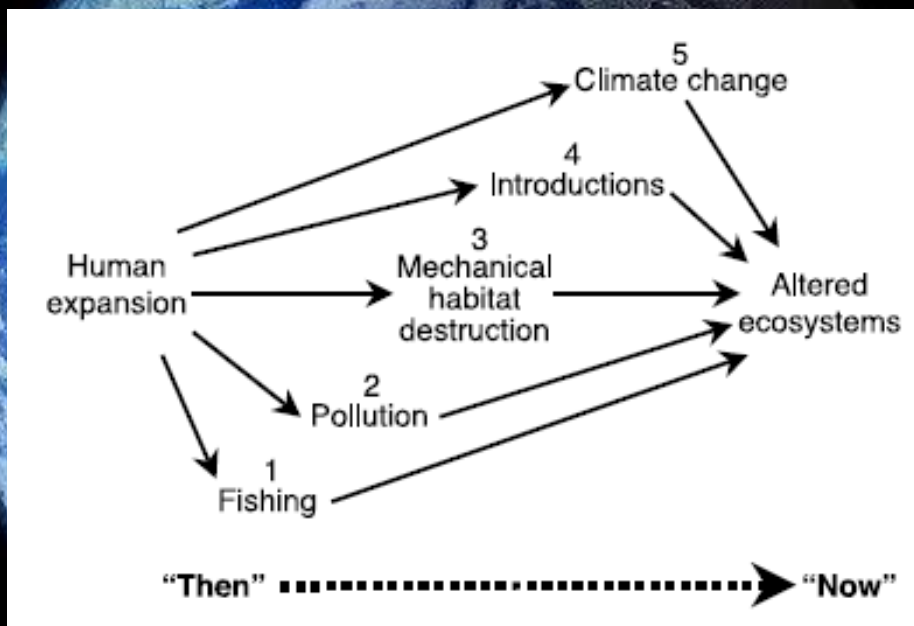 5
Climate change
4
Introductions
3
Mechanical
habitat
destruction
Human
expansion
Altered
ecosystems
2
Pollution
1
Fishing
“Then”
“Now”